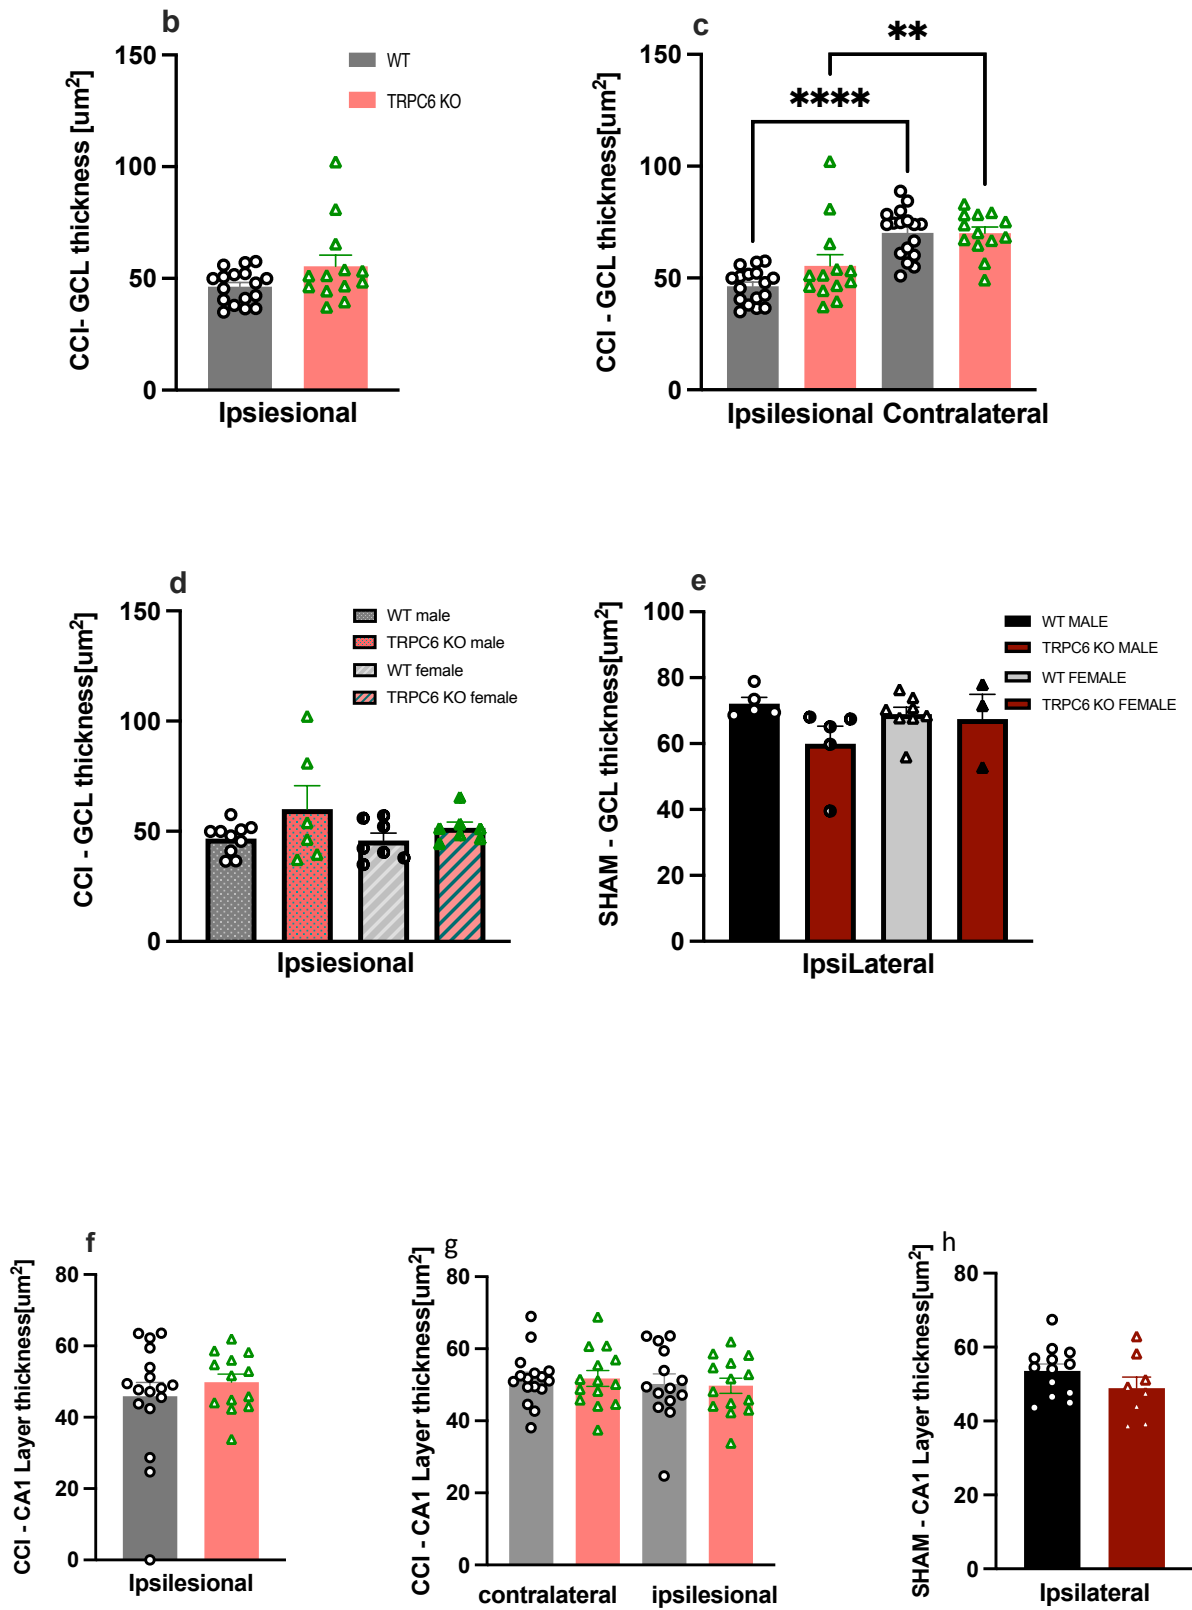 b
CCI- GCL thickness [um²]
150
100
50
0
WT
TRPC6 KO
Ipsiesional
c
CCI - GCL thickness[um²]
150
100
50
0
**
****
Ipsilesional Contralateral
d
CCI - GCL thickness[um²]
150
100
50
0
WT male
TRPC6 KO male
WT female
TRPC6 KO female
Ipsiesional
e
SHAM - GCL thickness[um²]
100
80
60
40
20
0
WT MALE
TRPC6 KO MALE
WT FEMALE
TRPC6 KO FEMALE
IpsiLateral
f
CCI - CA1 Layer thickness[um²]
80
60
40
20
0
Ipsilesional
g
CCI - CA1 Layer thickness[um²]
80
60
40
20
0
contralateral ipsilesional
h
SHAM - CA1 Layer thickness[um²]
80
60
40
20
0
Ipsilateral